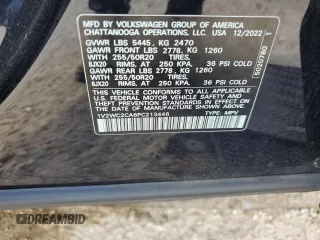 MFD BY VOLKSWAGEN GROUP OF AMERICA
CHATTANOOGA OPERATIONS, LLC. USA 12/2022
GVWR LBS 5445, KG 2470
GAWR FRONT LBS 2778, KG 1260
WITH 255/50R20 TIRES,
8JX20 RIMS, AT 250 KPA, 36 PSI COLD
GAWR REAR LBS 2778, KG 1260
WITH 255/50R20 TIRES,
8JX20 RIMS, AT 250 KPA, 36 PSI COLD
THIS VEHICLE CONFORMS TO ALL APPLICABLE
U.S. FEDERAL MOTOR VEHICLE
SAFETY AND THEFT PREVENTION STANDARDS
IN EFFECT ON THE DATE OF
MANUFACTURE SHOWN ABOVE.
1V2WC2CA8PC213446 TYPE: MPV
© IAAI/DFAXBID